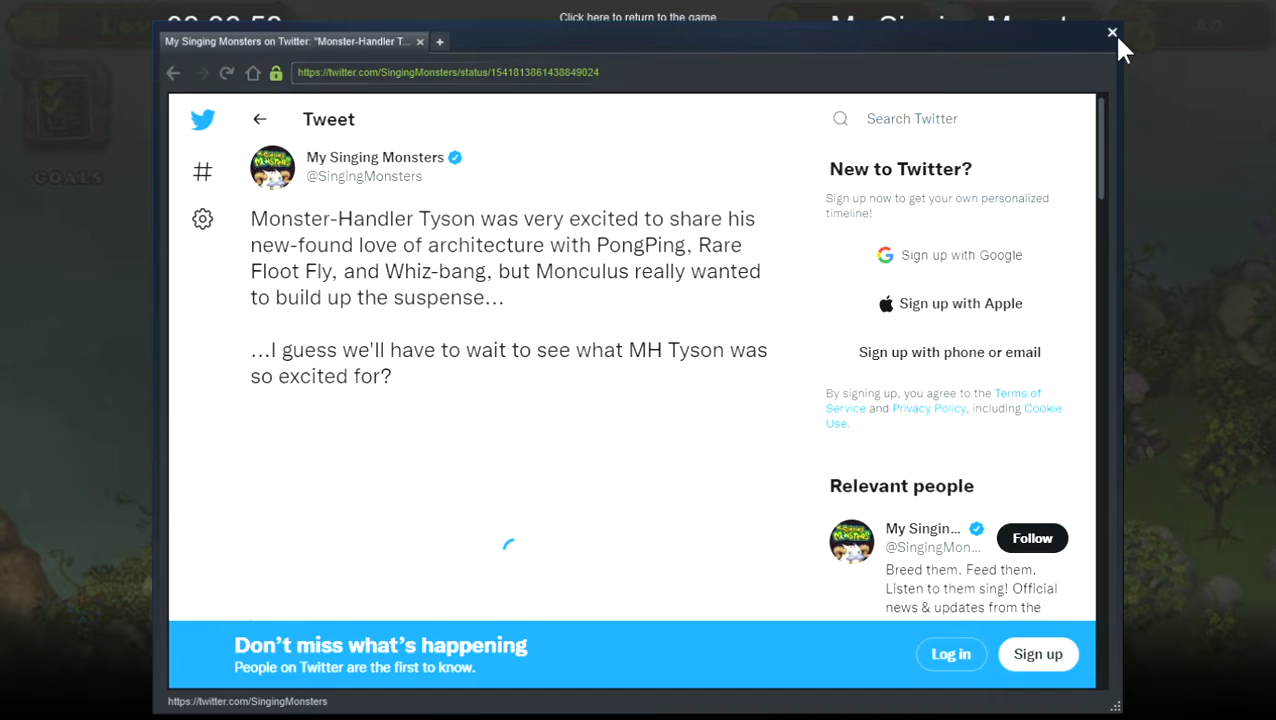 Click here to return to the game
My Singing Monsters on Twitter: "Monster-Handler T...
https://twitter.com/SingingMonsters/status/1541813861438849024
Tweet
Search Twitter
My Singing Monsters
@SingingMonsters
Monster-Handler Tyson was very excited to share his
new-found love of architecture with PongPing, Rare
Floot Fly, and Whiz-bang, but Monculus really wanted
to build up the suspense...
...I guess we'll have to wait to see what MH Tyson was
so excited for?
New to Twitter?
Sign up now to get your own personalized
timeline!
Sign up with Google
Sign up with Apple
Sign up with phone or email
By signing up, you agree to the Terms of
Service and Privacy Policy, including Cookie
Use.
Relevant people
My Singin...
@SingingMon...
Follow
Breed them. Feed them.
Listen to them sing! Official
news & updates from the
Don't miss what's happening
People on Twitter are the first to know.
Log in
Sign up
https://twitter.com/SingingMonsters
GOALS